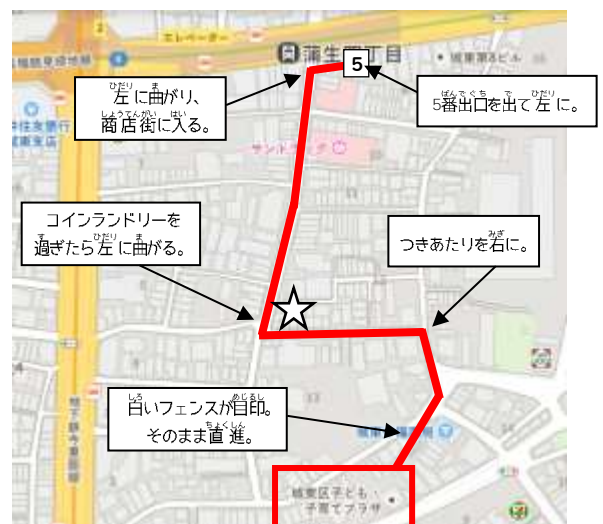 エレベーター
蒲生四丁目
5
左に曲がり、
商店街に入る。
5番出口を出て左に。
サンドラッグ
コインランドリーを
過ぎたら左に曲がる。
つきあたりを右に。
白いフェンスが目印。
そのまま直進。
城東区子ども・
子育てプラザ